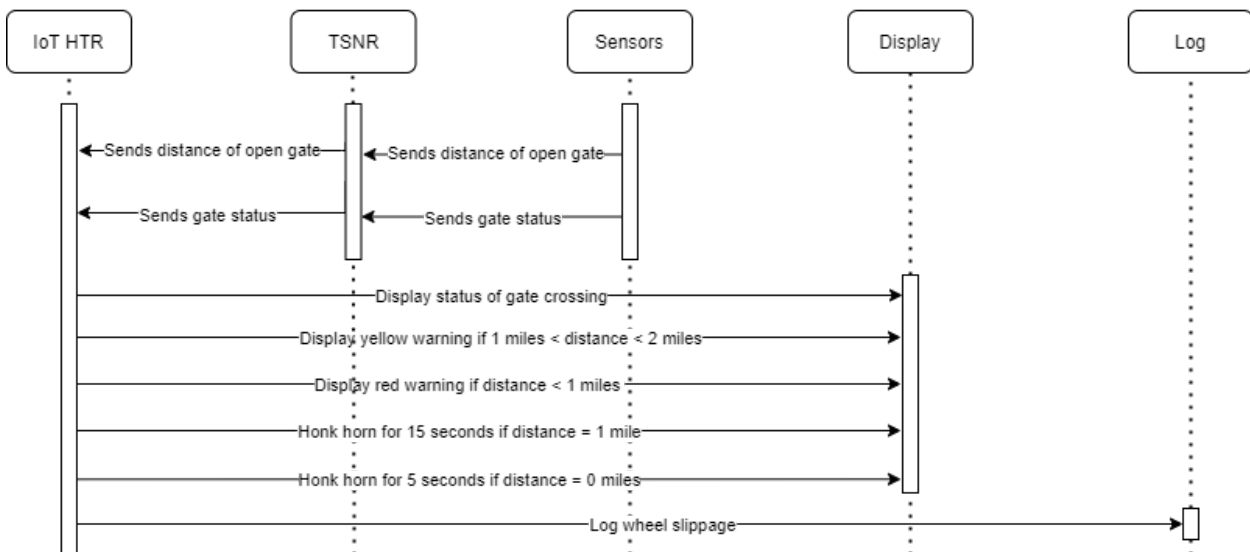 IoT HTR
TSNR
Sensors
Display
Log
Sends distance of open gate
Sends distance of open gate
Sends gate status
Sends gate status
Display status of gate crossing
Display yellow warning if 1 miles < distance < 2 miles
Display red warning if distance < 1 miles
Honk horn for 15 seconds if distance = 1 mile
Honk horn for 5 seconds if distance = 0 miles
Log wheel slippage